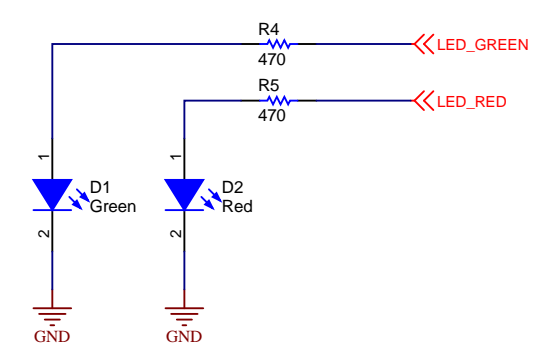 R4
470
LED_GREEN
R5
470
LED_RED
1
D1
Green
2
1
D2
Red
2
GND
GND